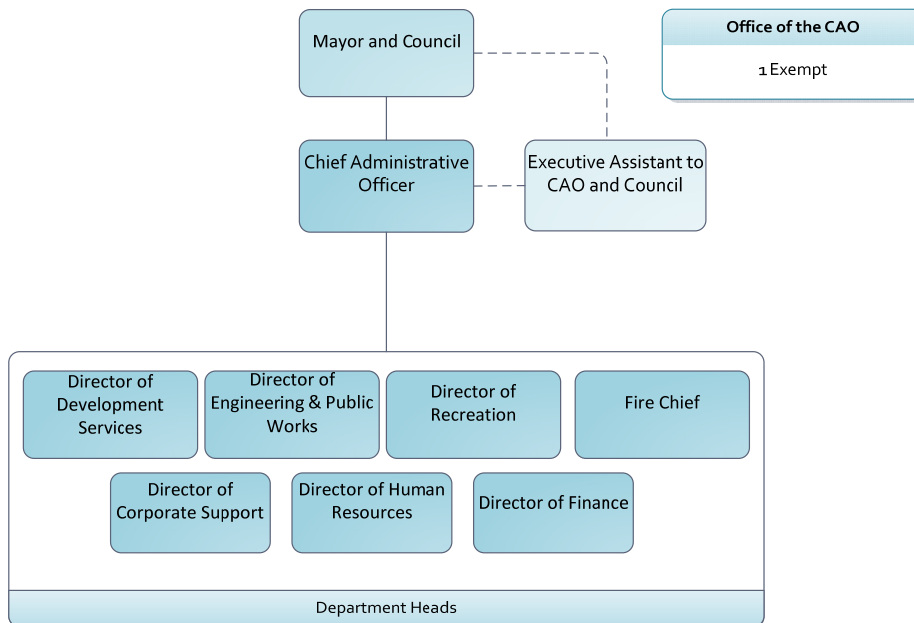 Mayor and Council
Office of the CAO
1 Exempt
Chief Administrative
Officer
Executive Assistant to
CAO and Council
Director of
Development
Services
Director of
Engineering & Public
Works
Director of
Recreation
Fire Chief
Director of
Corporate Support
Director of Human
Resources
Director of Finance
Department Heads